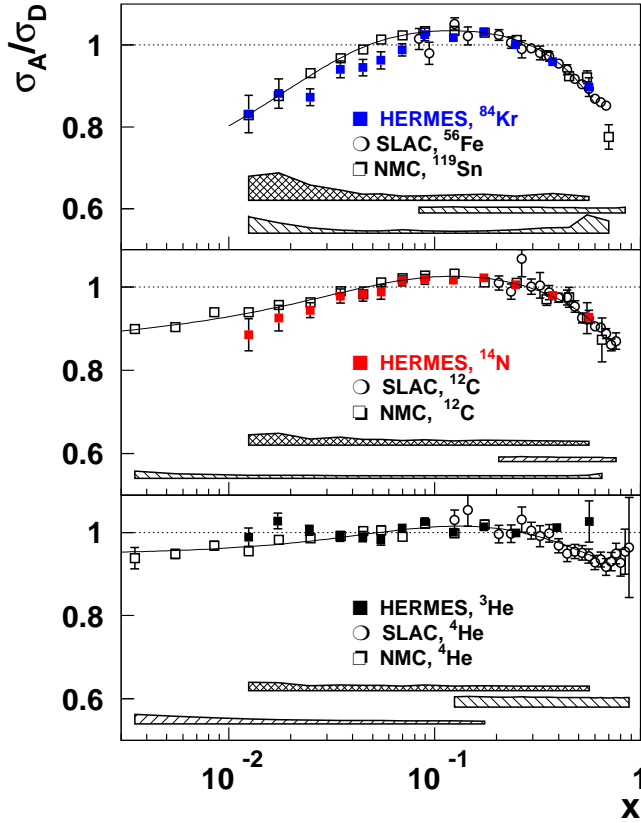 σ_A/σ_D
1
0.8
0.6
HERMES, ⁸⁴Kr
SLAC, ⁵⁶Fe
NMC, ¹¹⁹Sn
1
0.8
0.6
HERMES, ¹⁴N
SLAC, ¹²C
NMC, ¹²C
1
0.8
0.6
HERMES, ³He
SLAC, ⁴He
NMC, ⁴He
10⁻² 10⁻¹ 1
x